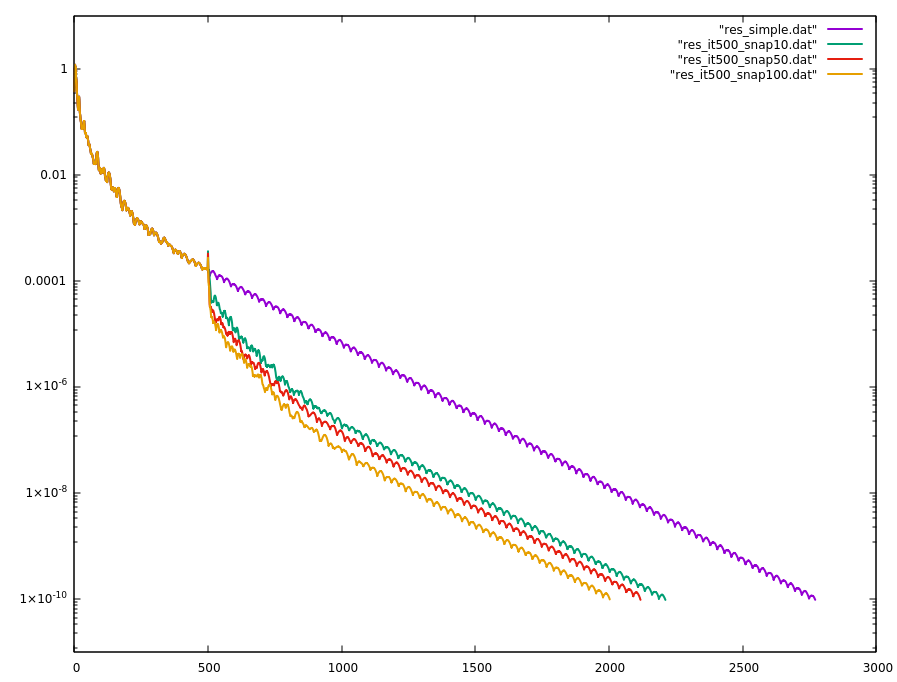 "res_simple.dat"
"res_it500_snap10.dat"
"res_it500_snap50.dat"
"res_it500_snap100.dat"
1
0.01
0.0001
1×10^-6
1×10^-8
1×10^-10
0 500 1000 1500 2000 2500 3000